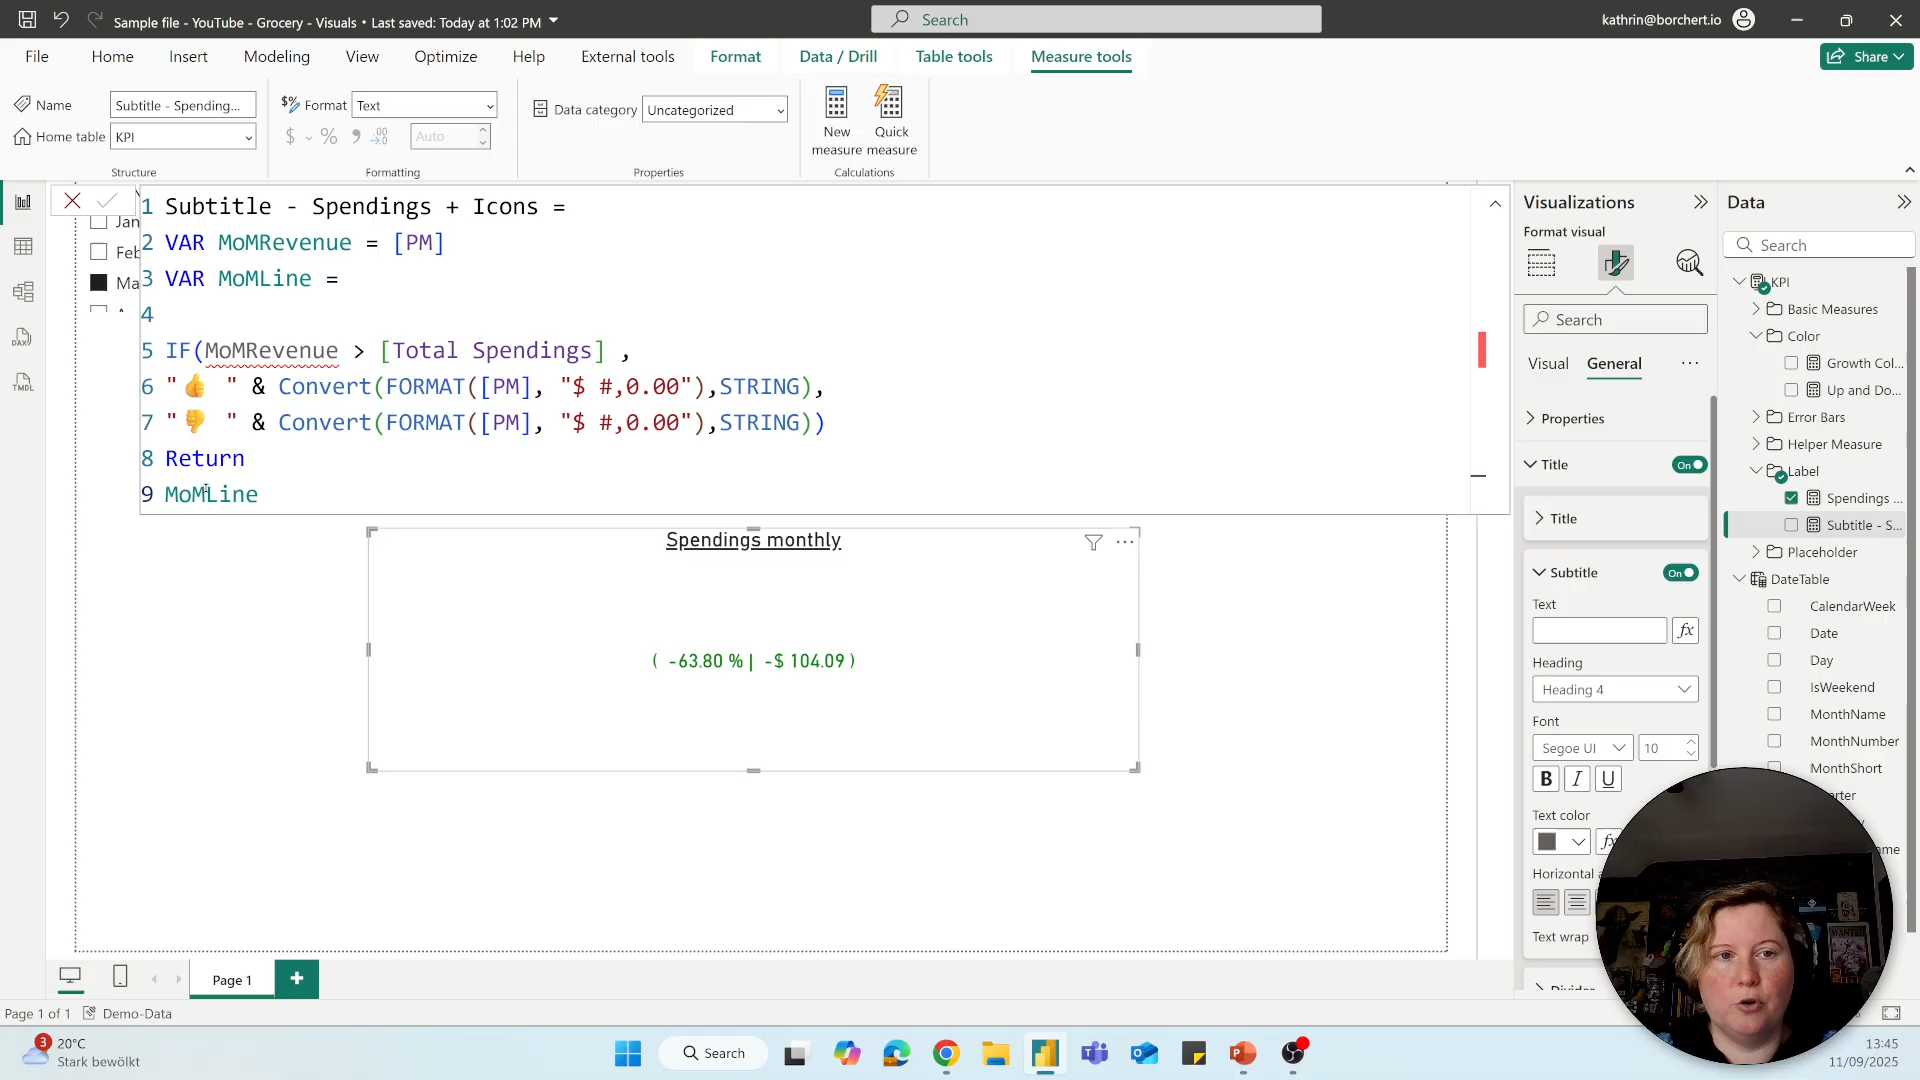 Sample file - YouTube - Grocery - Visuals • Last saved: Today at 1:02 PM
Search
kathrin@borchert.io
File
Home
Insert
Modeling
View
Optimize
Help
External tools
Format
Data / Drill
Table tools
Measure tools
Share
Name
Subtitle - Spending...
Home table
KPI
Structure
Format
Text
$ % 
Auto
Formatting
Data category
Uncategorized
Properties
New measure
Quick measure
Calculations
Jan
Feb
Ma
1 Subtitle - Spendings + Icons =
2 VAR MoMRevenue = [PM]
3 VAR MoMLine =
4
5 IF(MoMRevenue > [Total Spendings] ,
6 "👍 " & Convert(FORMAT([PM], "$ #,0.00"),STRING),
7 "👎 " & Convert(FORMAT([PM], "$ #,0.00"),STRING))
8 Return
9 MoMLine
Spendings monthly
( -63.80 % | -$ 104.09 )
Visualizations
Format visual
Search
Visual
General
Properties
Title
On
Title
Subtitle
On
Text
fx
Heading
Heading 4
Font
Segoe UI
10
B I U
Text color
fx
Horizontal a
Text wrap
Divider
Data
Search
KPI
Basic Measures
Color
Growth Col...
Up and Do...
Error Bars
Helper Measure
Label
Spendings ...
Subtitle - S...
Placeholder
DateTable
CalendarWeek
Date
Day
IsWeekend
MonthName
MonthNumber
MonthShort
WANTED
Page 1
Page 1 of 1
Demo-Data
3
20°C
Stark bewölkt
Search
13:45
11/09/2025